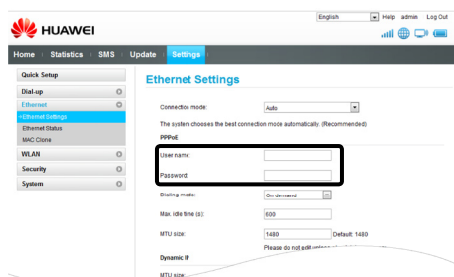 English Help admin Log Out
HUAWEI
Home Statistics SMS Update Settings
Quick Setup
Dial-up
Ethernet
Ethernet Settings
Ethernet Status
MAC Clone
WLAN
Security
System
Ethernet Settings
Connection mode: Auto
The system chooses the best connection mode automatically. (Recommended)
PPPoE
User name:
Password
Dialing mode: On demand
Max. idle time (s): 600
MTU size: 1480 Default: 1480
Please do not edit unless
Dynamic IP
MTU size: